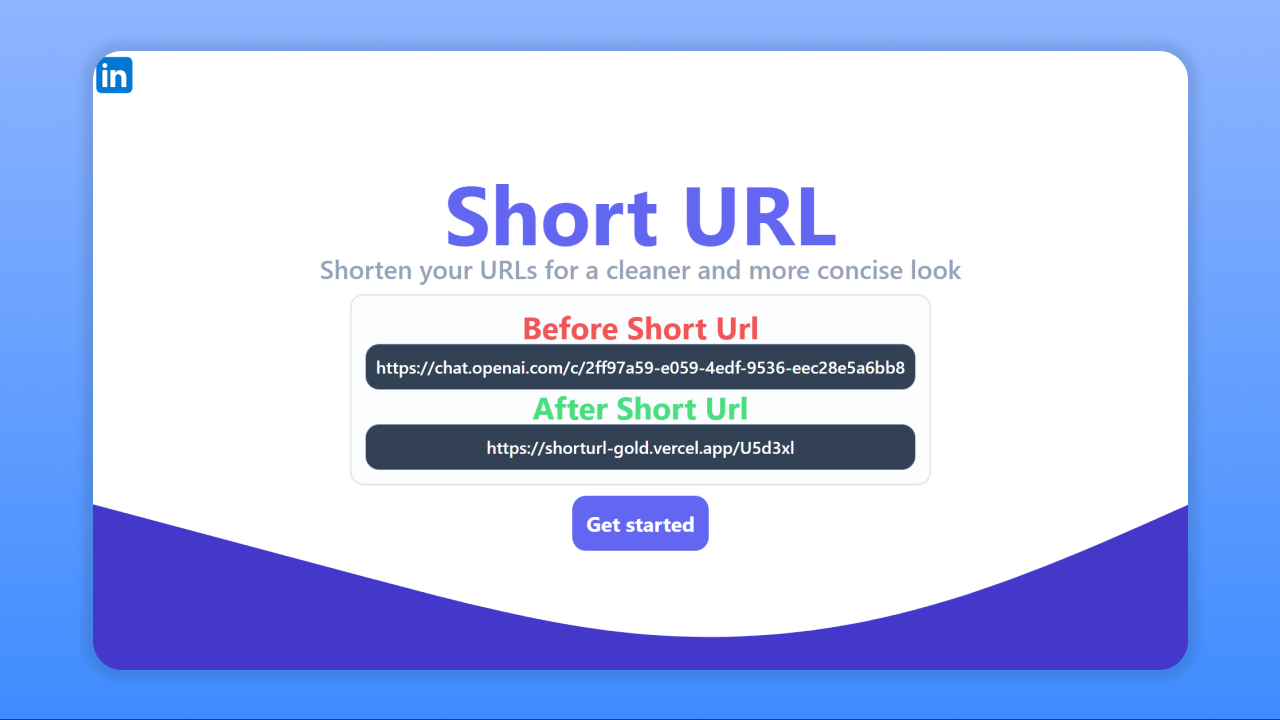 in
Short URL
Shorten your URLs for a cleaner and more concise look
Before Short Url
https://chat.openai.com/c/2ff97a59-e059-4edf-9536-eec28e5a6bb8
After Short Url
https://shorturl-gold.vercel.app/U5d3xl
Get started